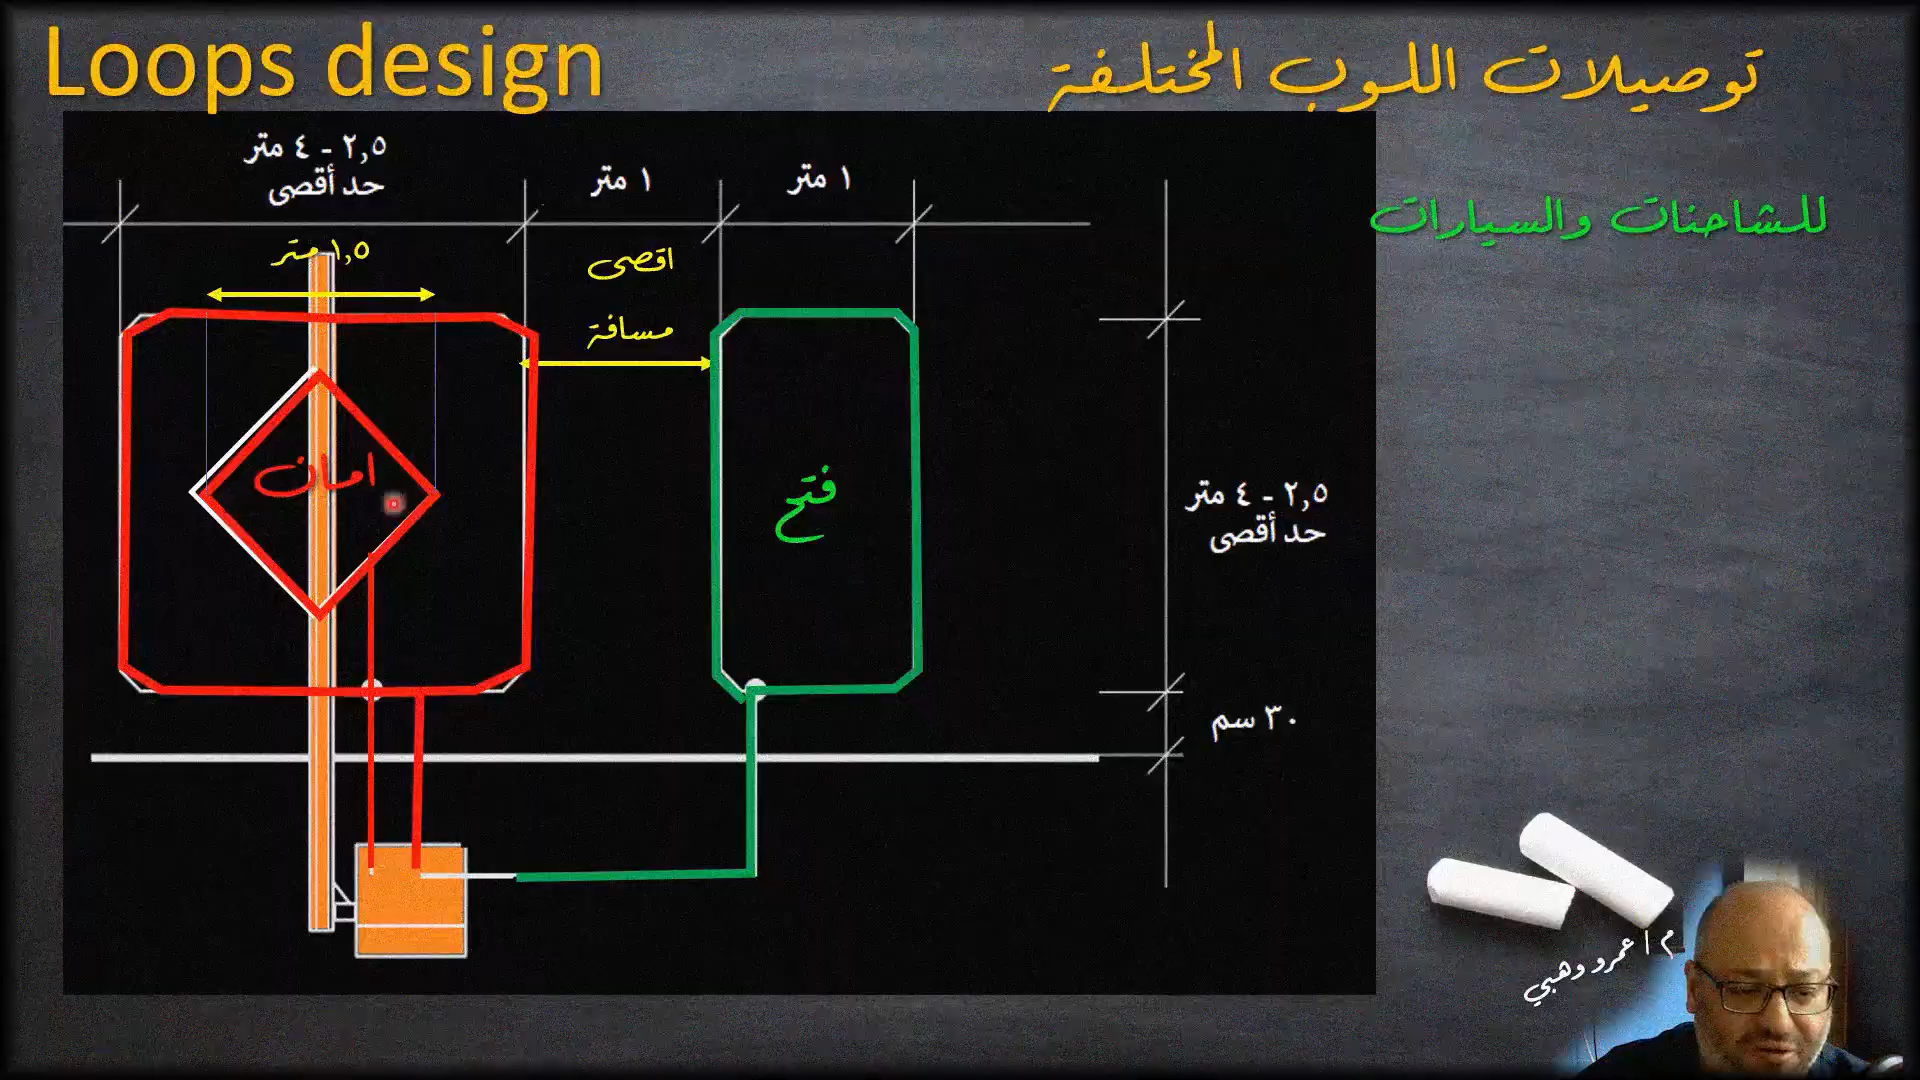 Loops design
توصيلات اللوب المختلفة
للشاحنات والسيارات
٢,٥ - ٤ متر
حد أقصى
١ متر
١ متر
١,٥ متر
اقصى
مسافة
امان
فتح
٢,٥ - ٤ متر
حد أقصى
٣٠ سم
م / عمرو وهبي